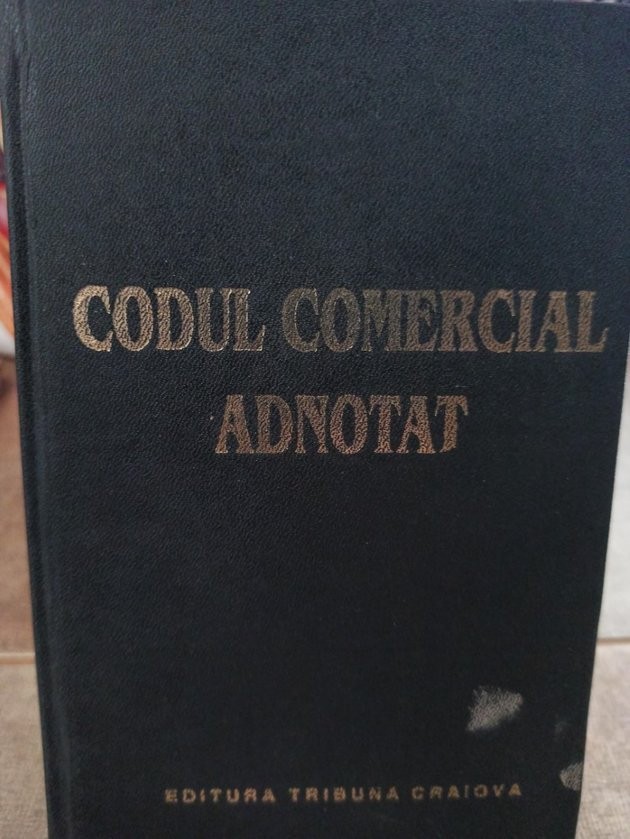 CODUL COMERCIAL
ADNOTAT
EDITURA TRIBUNA CRAIOVA